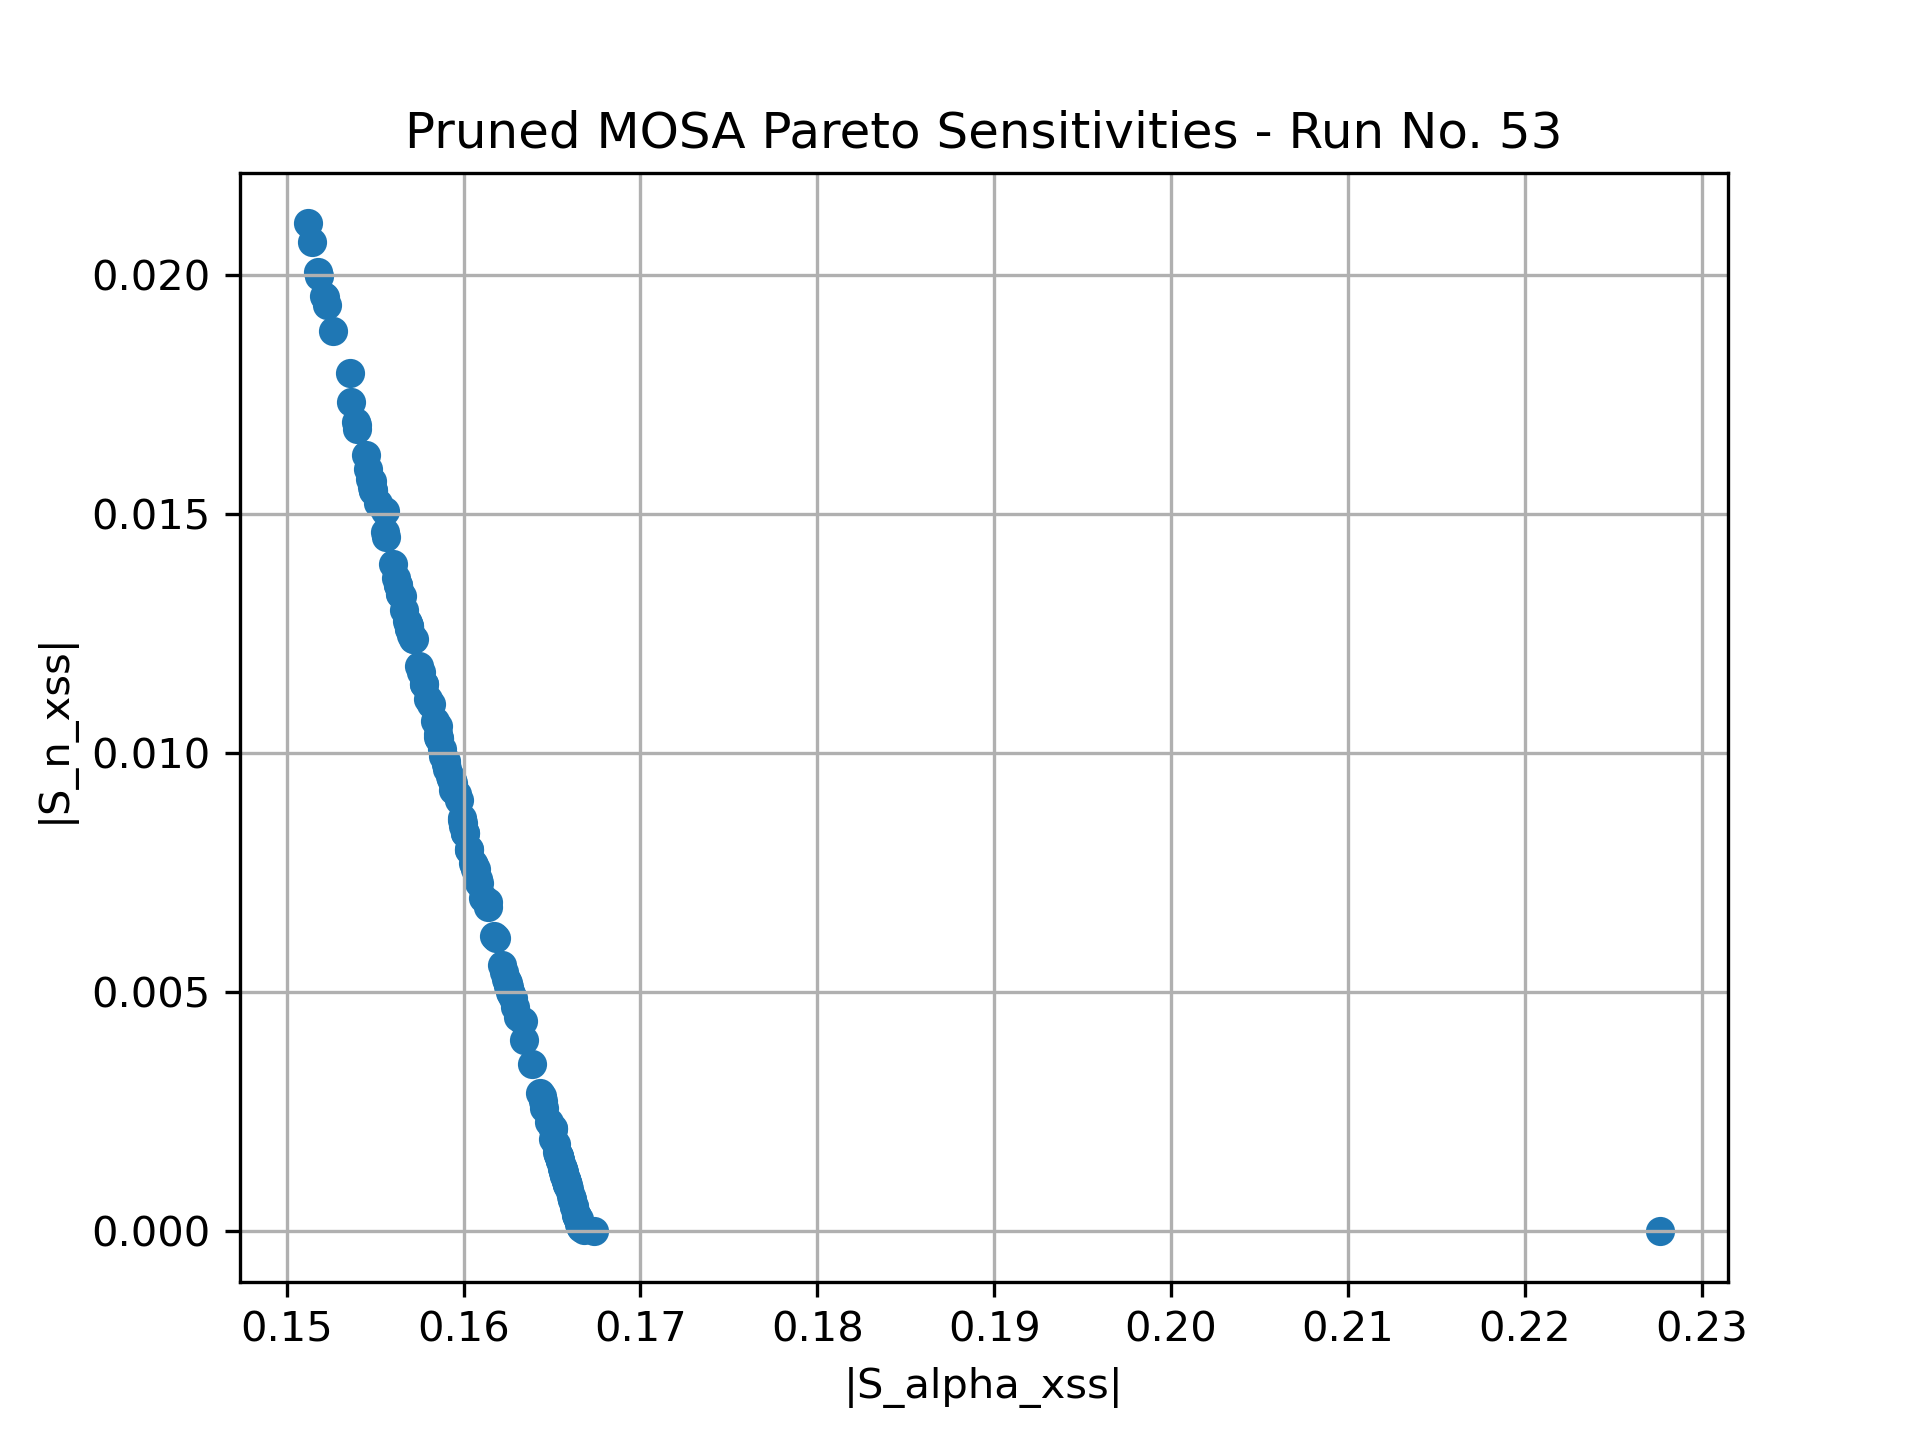 Pruned MOSA Pareto Sensitivities - Run No. 53
|S_n_xss|
0.020
0.015
0.010
0.005
0.000
0.15 0.16 0.17 0.18 0.19 0.20 0.21 0.22 0.23
|S_alpha_xss|